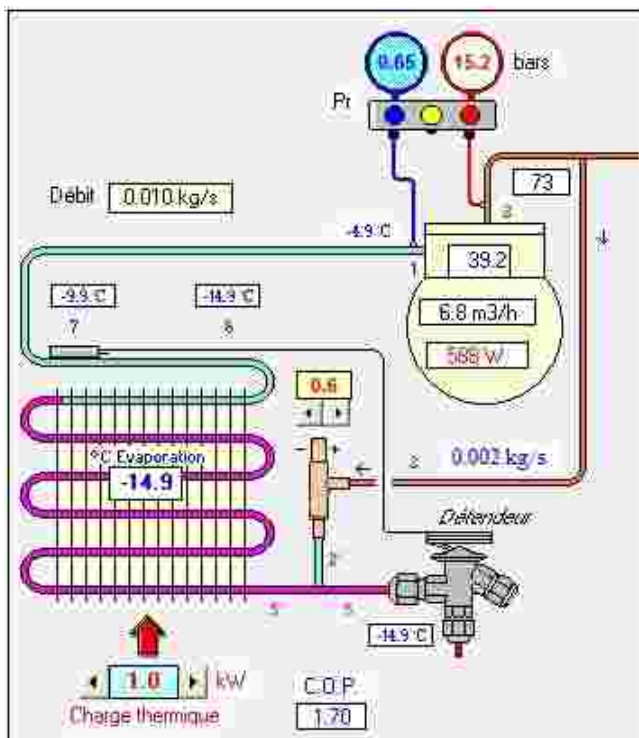 0.65
15.2
bars
Pr
73
Débit 0.010 kg/s
3
-4.9°C
1
39.2
-9.9°C
-14.9°C
7
6.8 m3/h
568 W
0.6
- +
°C Evaporation
-14.9
2
0.002 kg/s
Détendeur
2'
5'
5
-14.9°C
1.0 kW
Charge thermique
C.O.P.
1.70